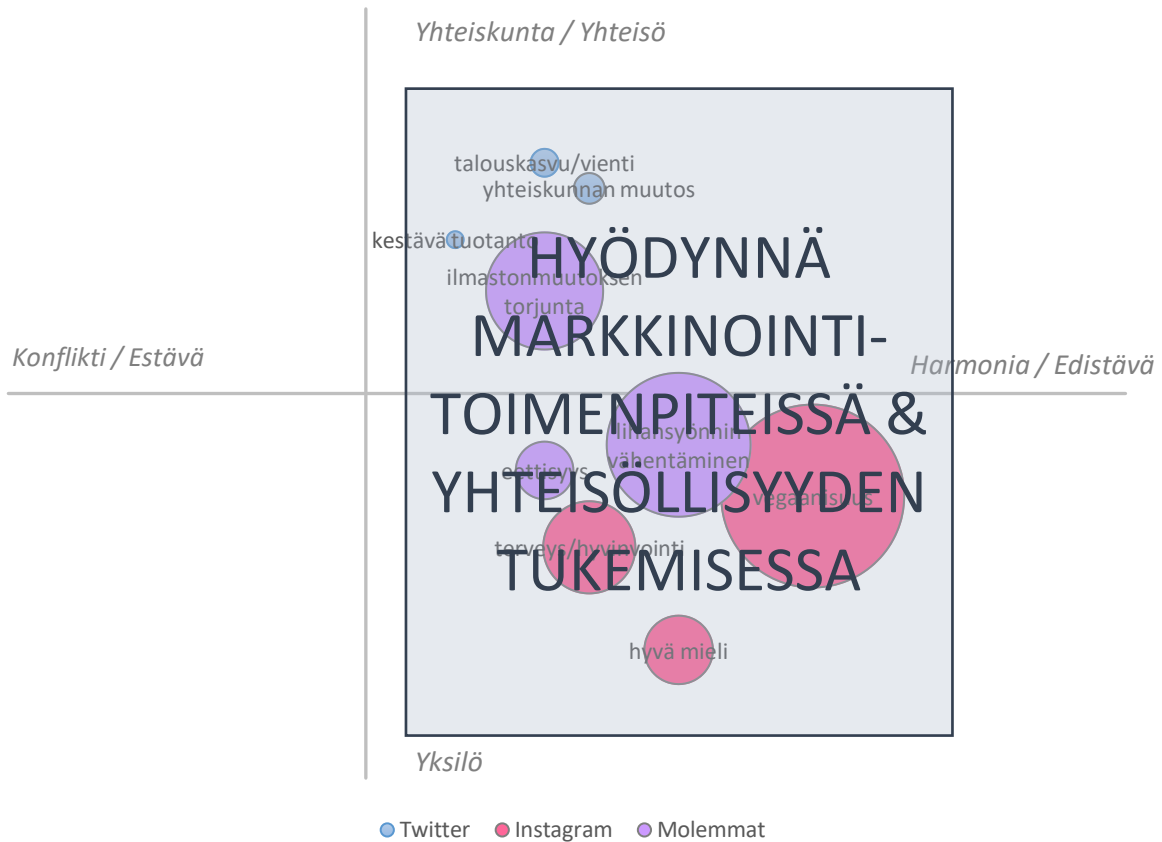 Yhteiskunta / Yhteisö
talouskasvu/vienti
yhteiskunnan muutos
kestävä tuotanto
ilmastonmuutoksen
torjunta
HYÖDYNNÄ
MARKKINOINTI-
TOIMENPITEISSÄ &
YHTEISÖLLISYYDEN
TUKEMISESSA
Konflikti / Estävä
Harmonia / Edistävä
lihansyönnin
vähentäminen
eettisyys
vegaanisuus
terveys/hyvinvointi
hyvä mieli
Yksilö
Twitter
Instagram
Molemmat